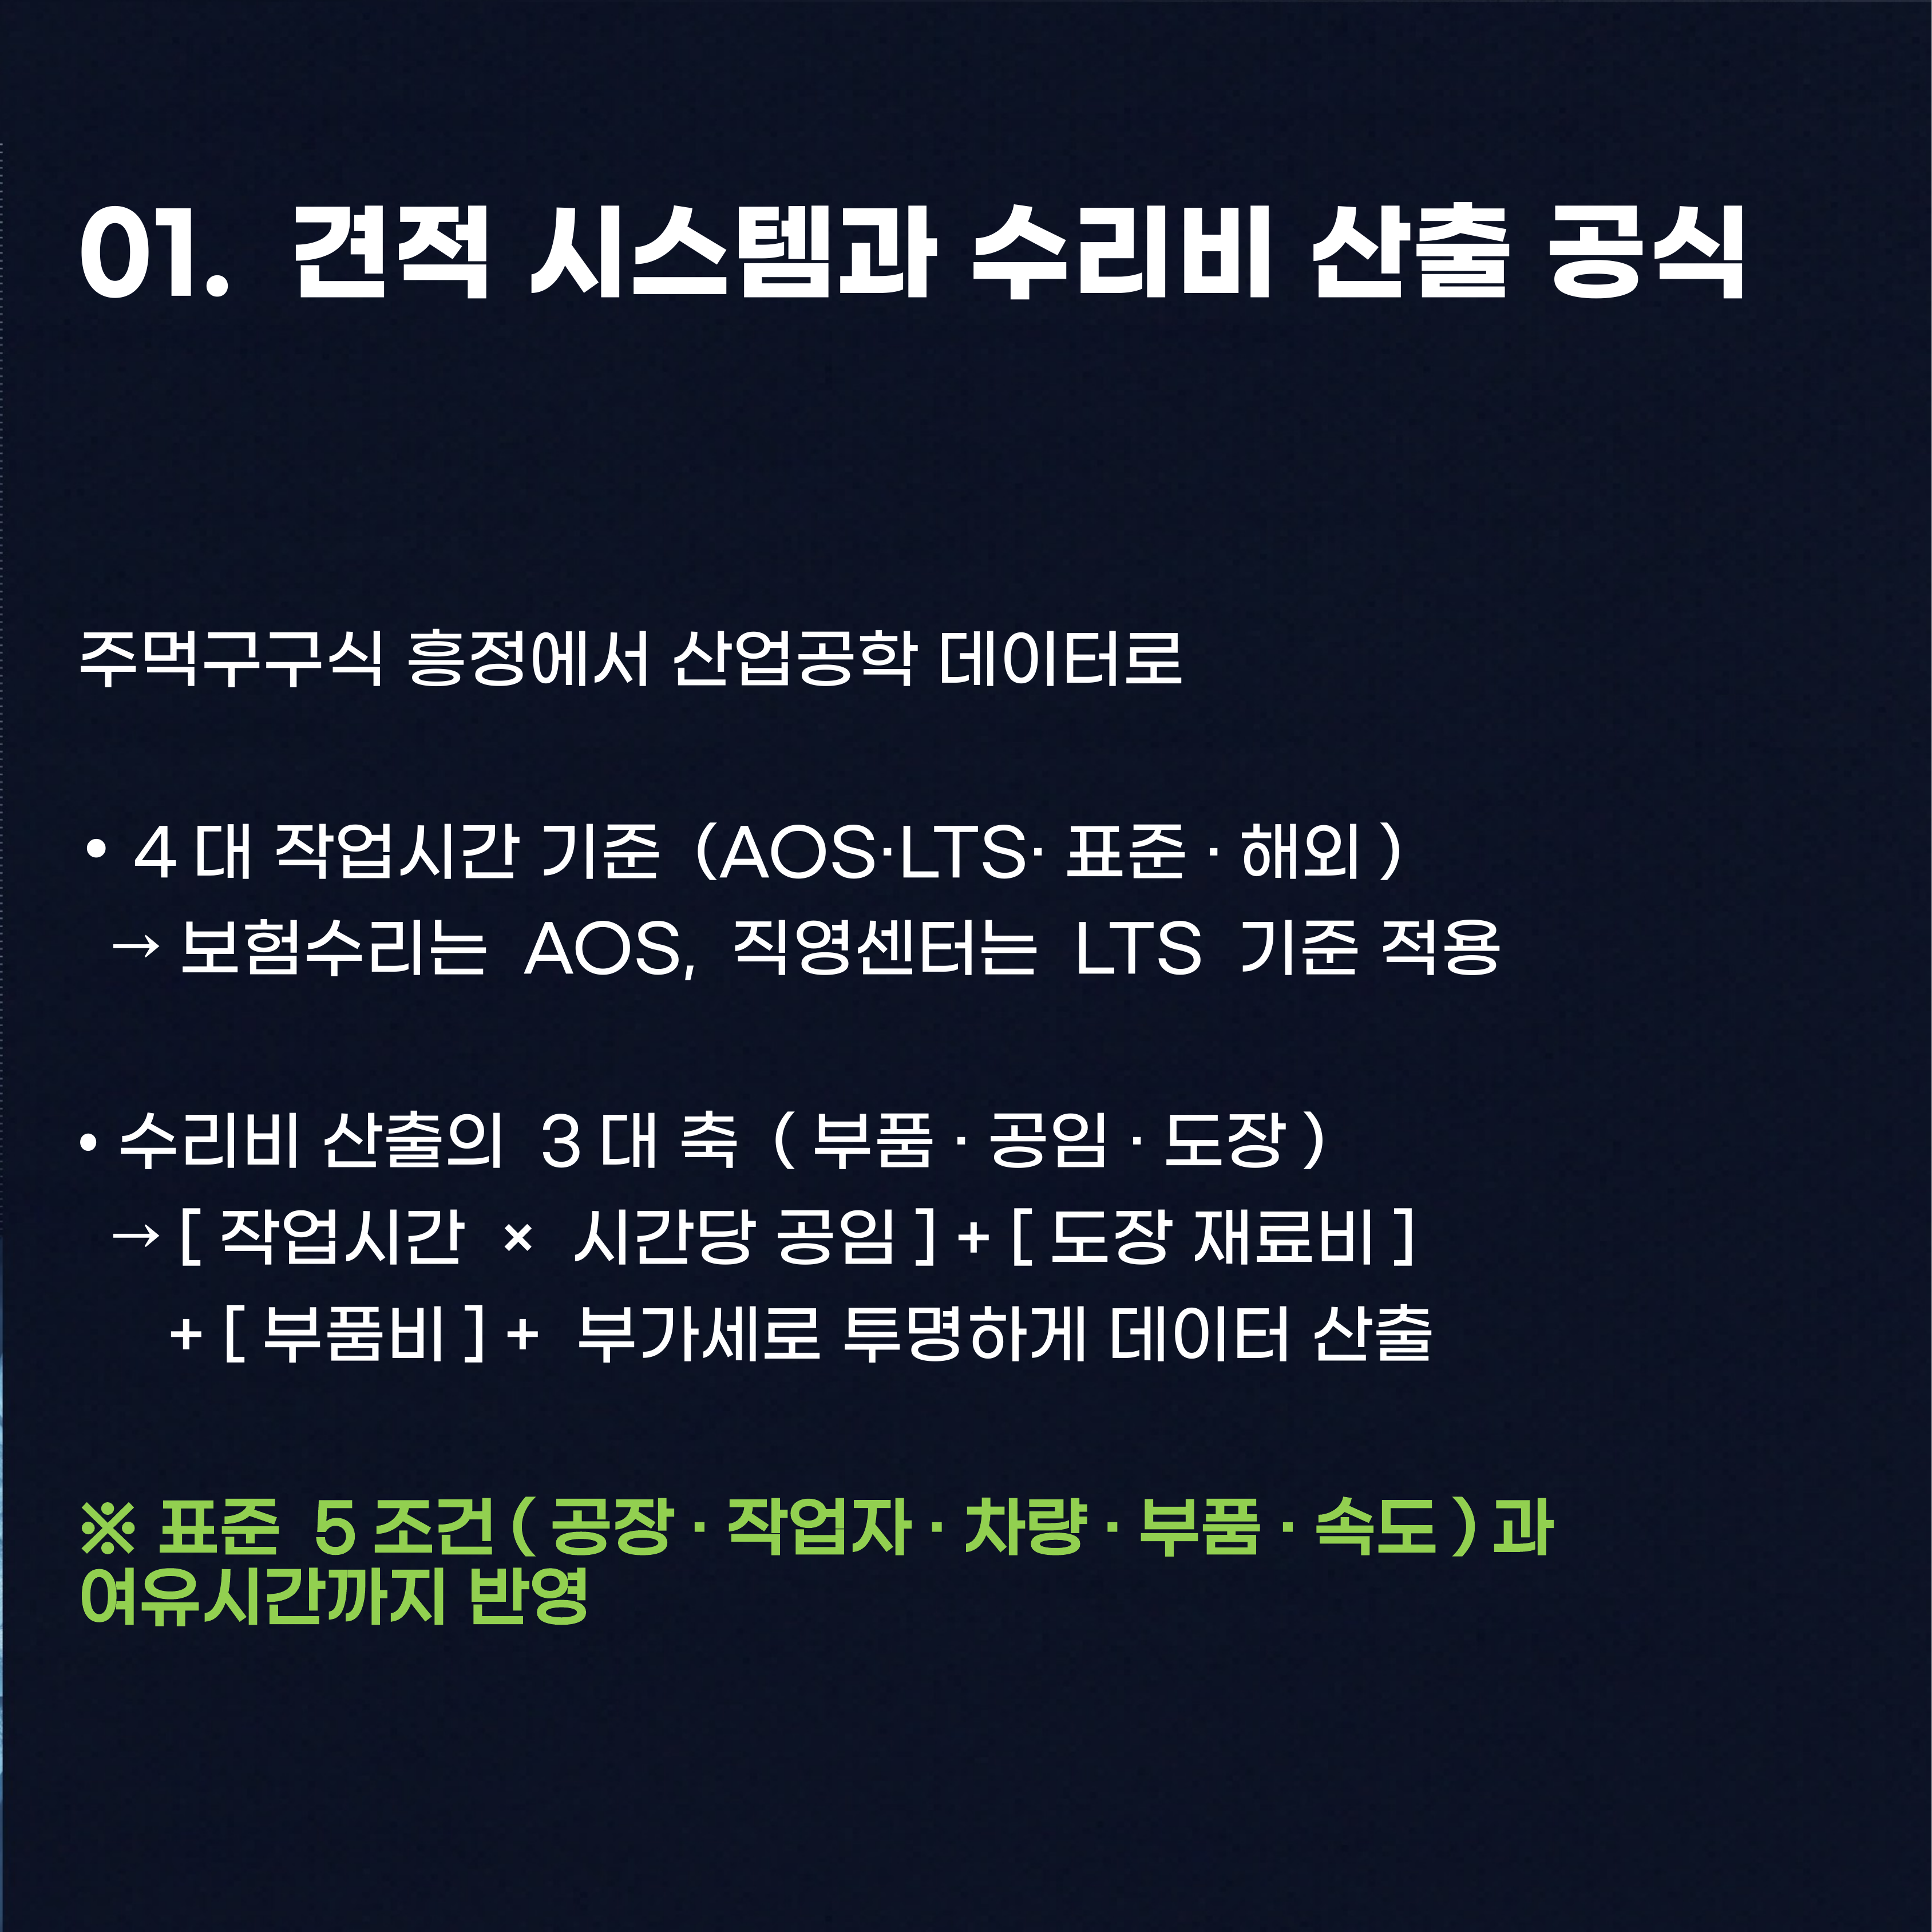 01. 견적 시스템과 수리비 산출 공식
주먹구구식 흥정에서 산업공학 데이터로
• 4대 작업시간 기준 (AOS·LTS·표준·해외)
→ 보험수리는 AOS, 직영센터는 LTS 기준 적용
• 수리비 산출의 3대 축 (부품·공임·도장)
→ [작업시간 × 시간당 공임] + [도장 재료비]
+ [부품비] + 부가세로 투명하게 데이터 산출
※ 표준 5조건(공장·작업자·차량·부품·속도)과
여유시간까지 반영